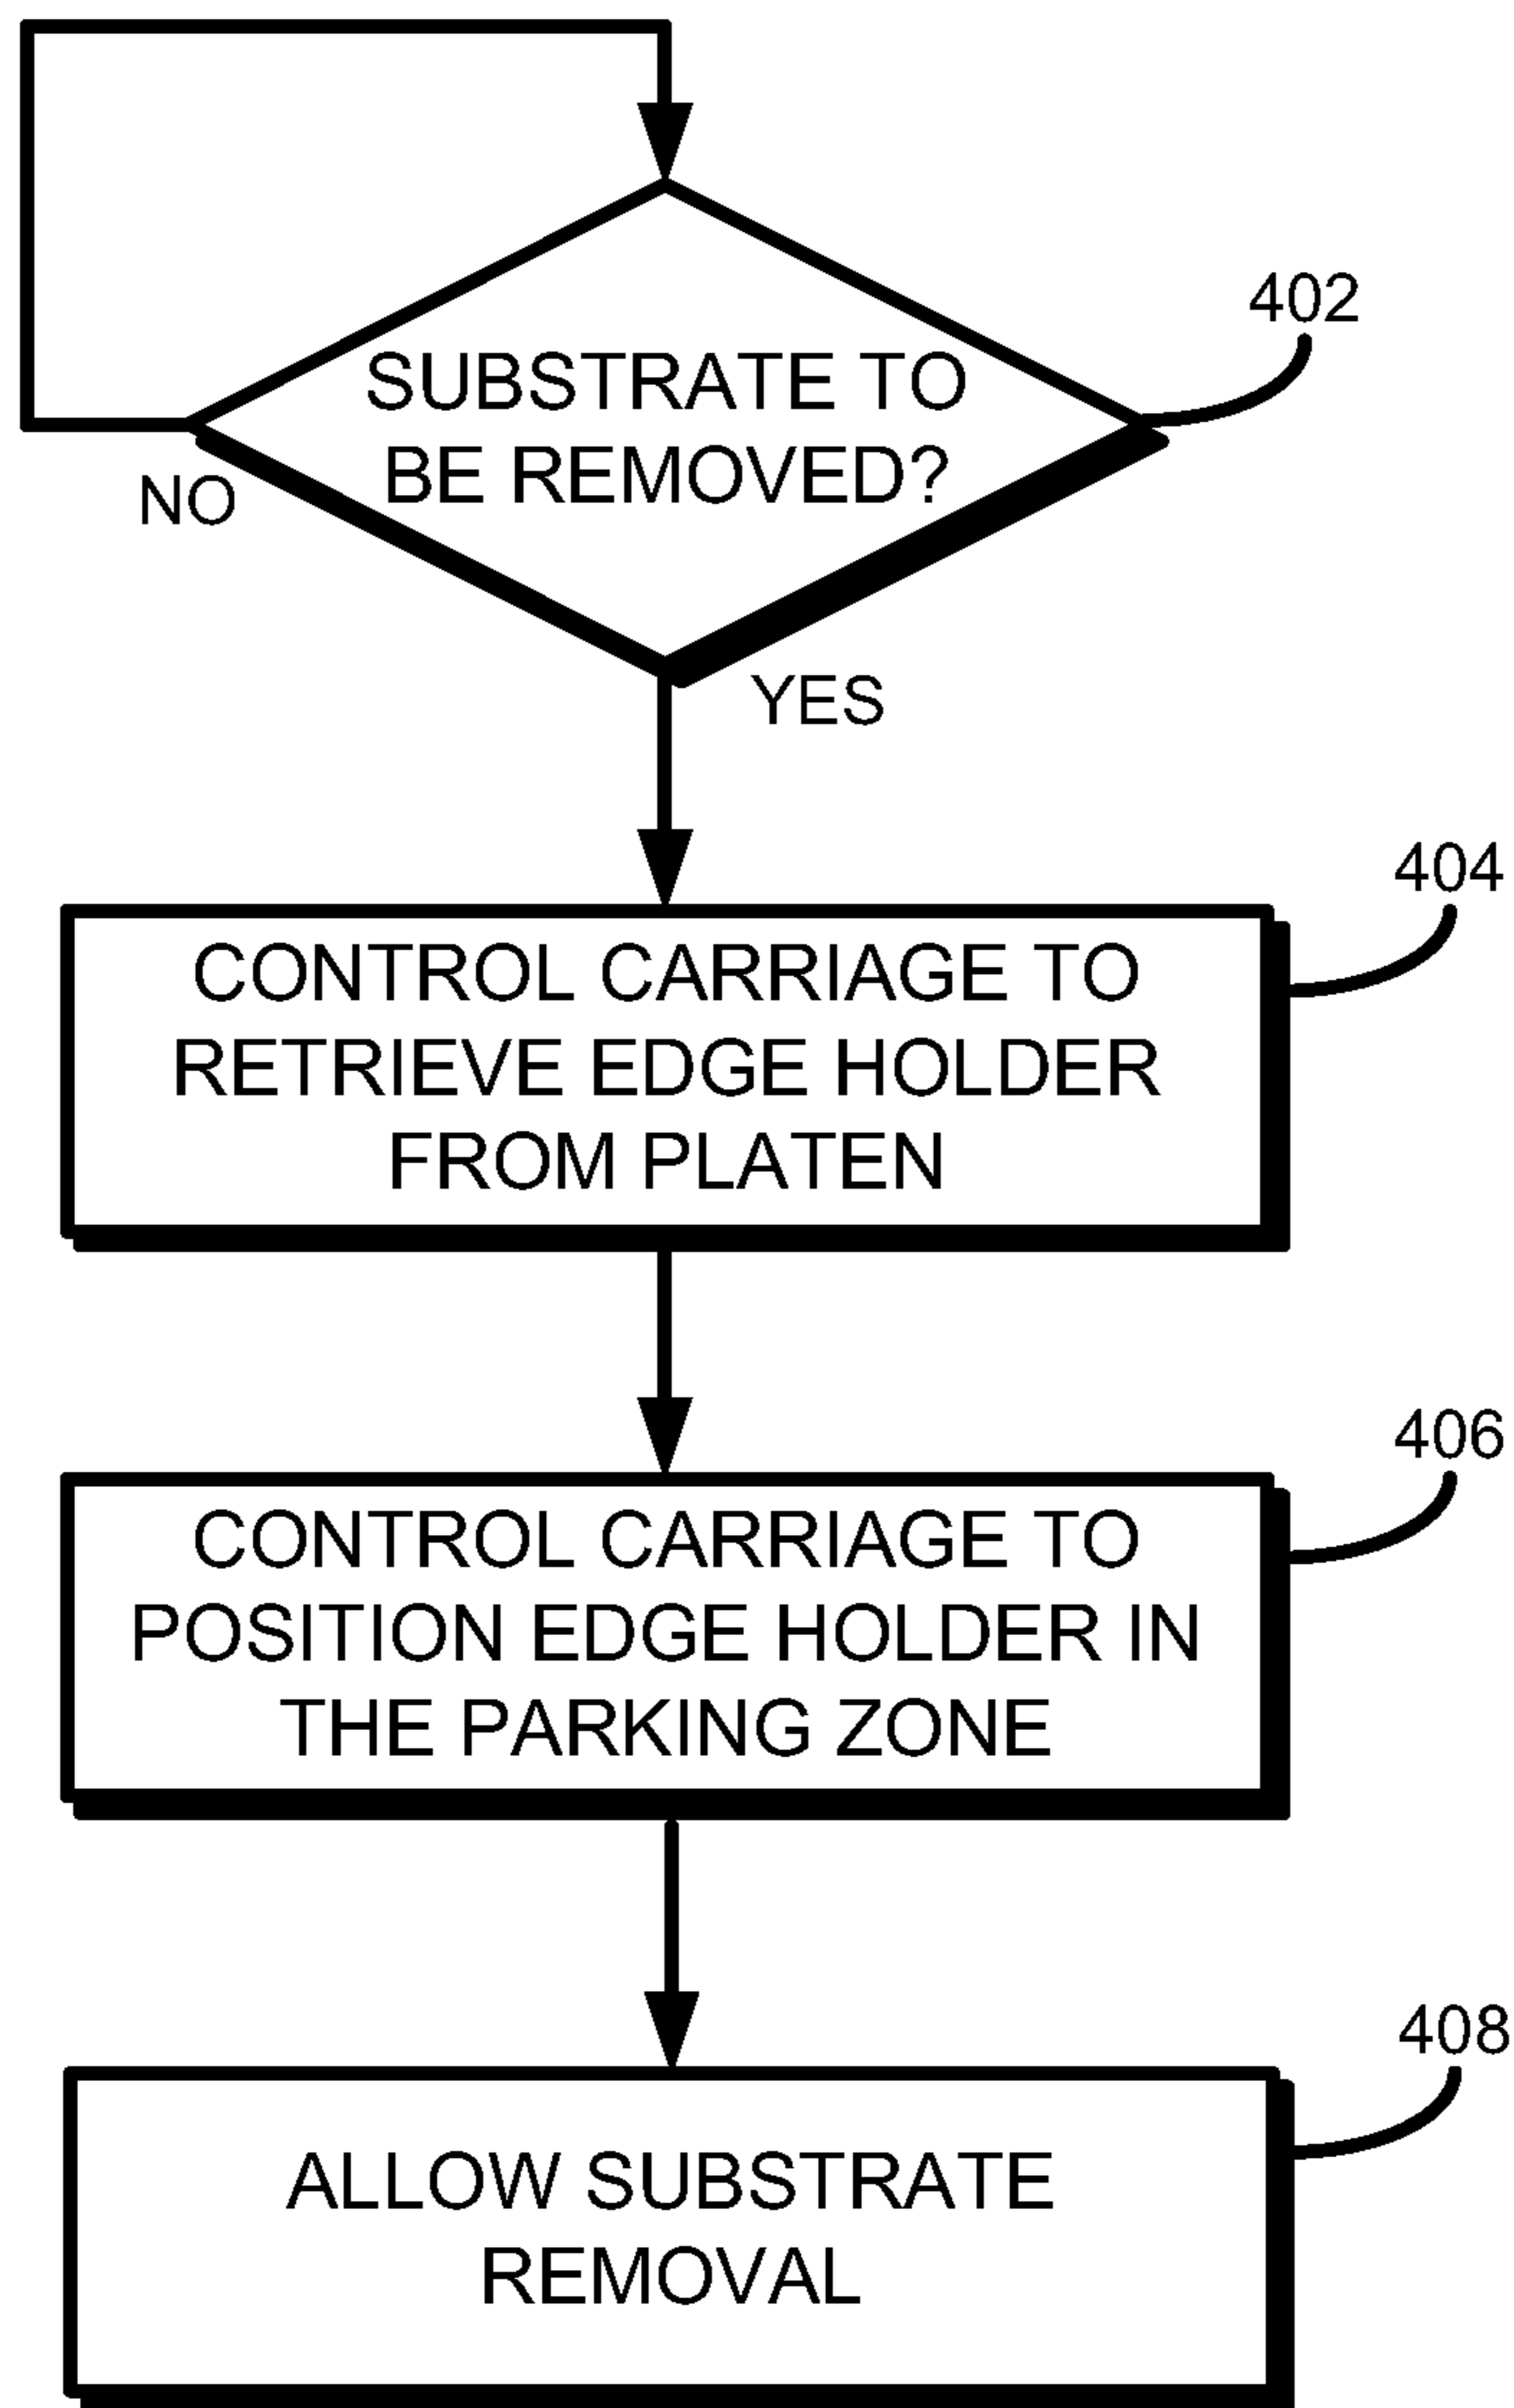 402
SUBSTRATE TO
BE REMOVED?
NO
YES
404
CONTROL CARRIAGE TO
RETRIEVE EDGE HOLDER
FROM PLATEN
406
CONTROL CARRIAGE TO
POSITION EDGE HOLDER IN
THE PARKING ZONE
408
ALLOW SUBSTRATE
REMOVAL